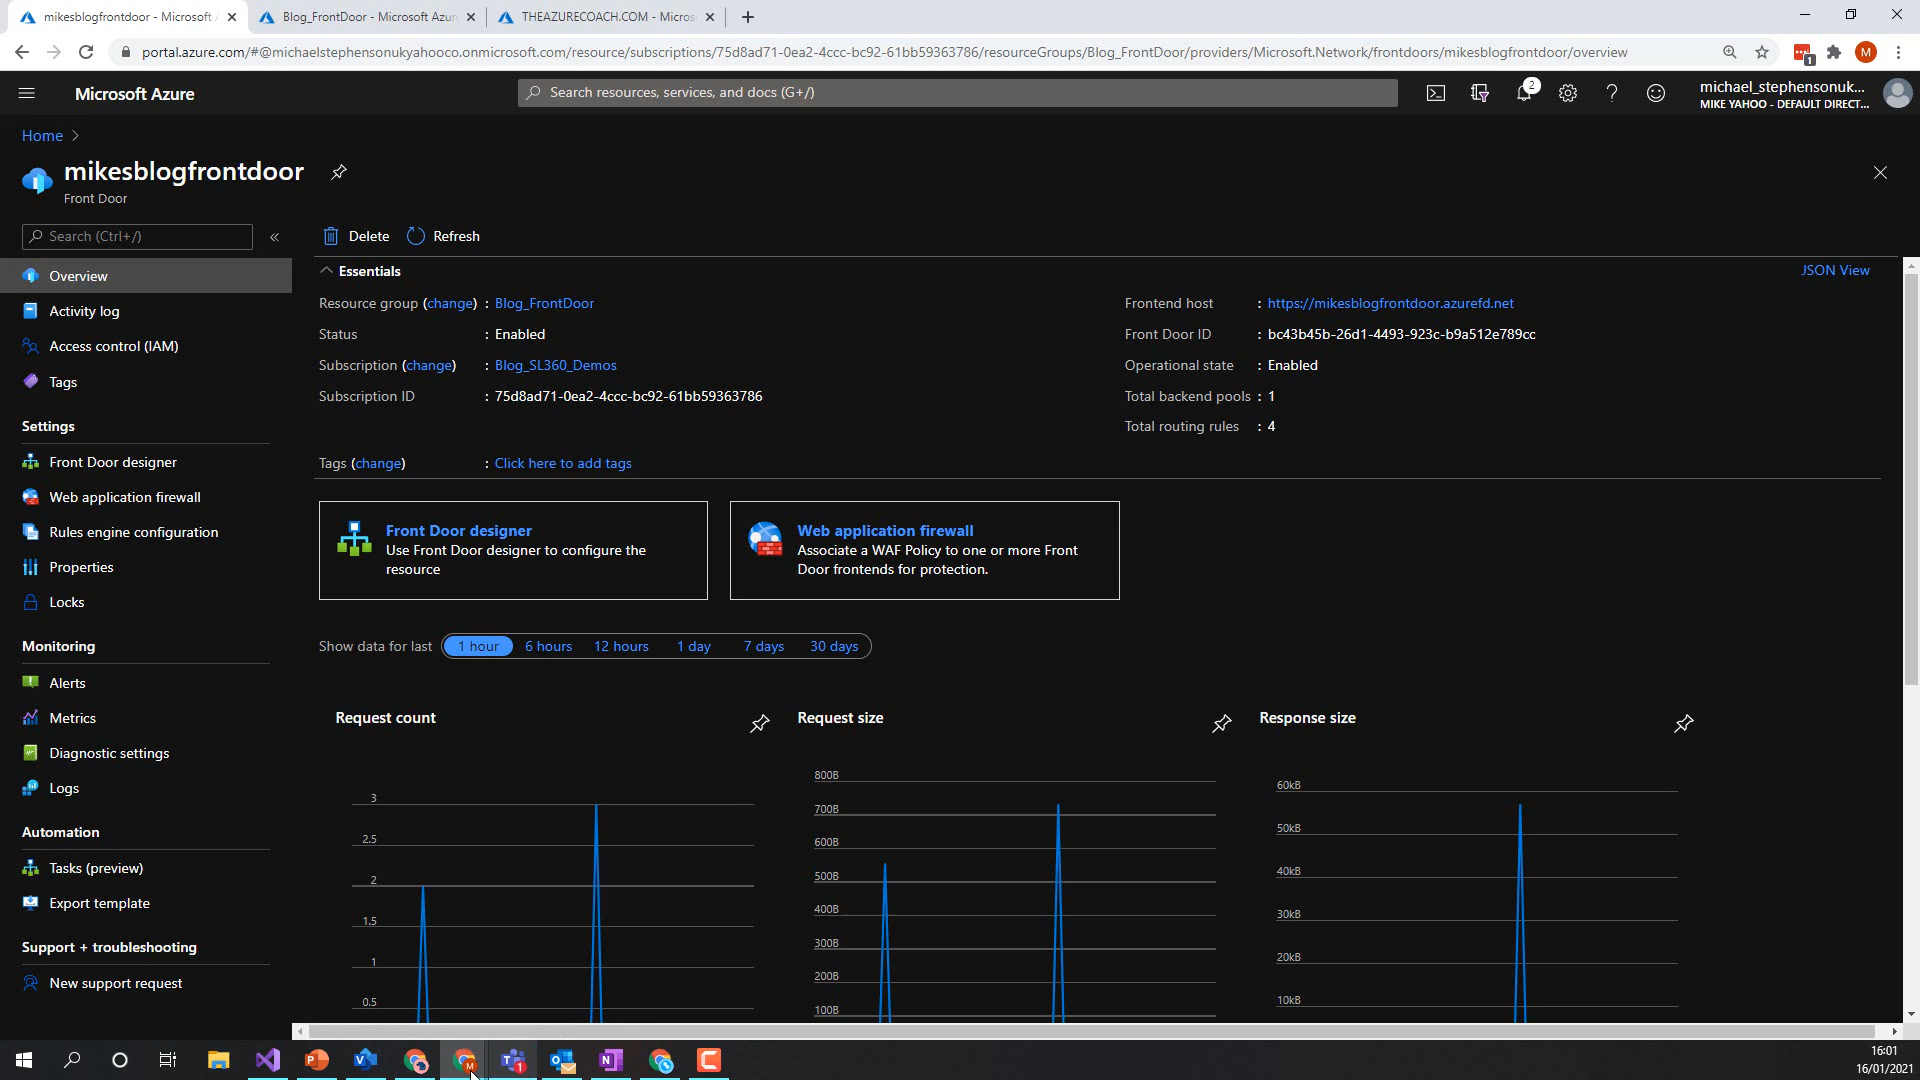 mikesblogfrontdoor - Microsoft A
Blog_FrontDoor - Microsoft Azur
THEAZURECOACH.COM - Micros
portal.azure.com/#@michaelstephensonukyahooco.onmicrosoft.com/resource/subscriptions/75d8ad71-0ea2-4ccc-bc92-61bb59363786/resourceGroups/Blog_FrontDoor/providers/Microsoft.Network/frontdoors/mikesblogfrontdoor/overview
1
M
Microsoft Azure
Search resources, services, and docs (G+/)
2
michael_stephensonuk...
MIKE YAHOO - DEFAULT DIRECT...
Home
mikesblogfrontdoor
Front Door
Search (Ctrl+/)
Delete
Refresh
Overview
Activity log
Access control (IAM)
Tags
Settings
Front Door designer
Web application firewall
Rules engine configuration
Properties
Locks
Monitoring
Alerts
Metrics
Diagnostic settings
Logs
Automation
Tasks (preview)
Export template
Support + troubleshooting
New support request
Essentials
JSON View
Resource group (change) : Blog_FrontDoor
Status : Enabled
Subscription (change) : Blog_SL360_Demos
Subscription ID : 75d8ad71-0ea2-4ccc-bc92-61bb59363786
Frontend host : https://mikesblogfrontdoor.azurefd.net
Front Door ID : bc43b45b-26d1-4493-923c-b9a512e789cc
Operational state : Enabled
Total backend pools : 1
Total routing rules : 4
Tags (change) : Click here to add tags
Front Door designer
Use Front Door designer to configure the
resource
Web application firewall
Associate a WAF Policy to one or more Front
Door frontends for protection.
Show data for last 1 hour 6 hours 12 hours 1 day 7 days 30 days
Request count
3
2.5
2
1.5
1
0.5
Request size
800B
700B
600B
500B
400B
300B
200B
100B
Response size
60kB
50kB
40kB
30kB
20kB
10kB
M
1
16:01
16/01/2021